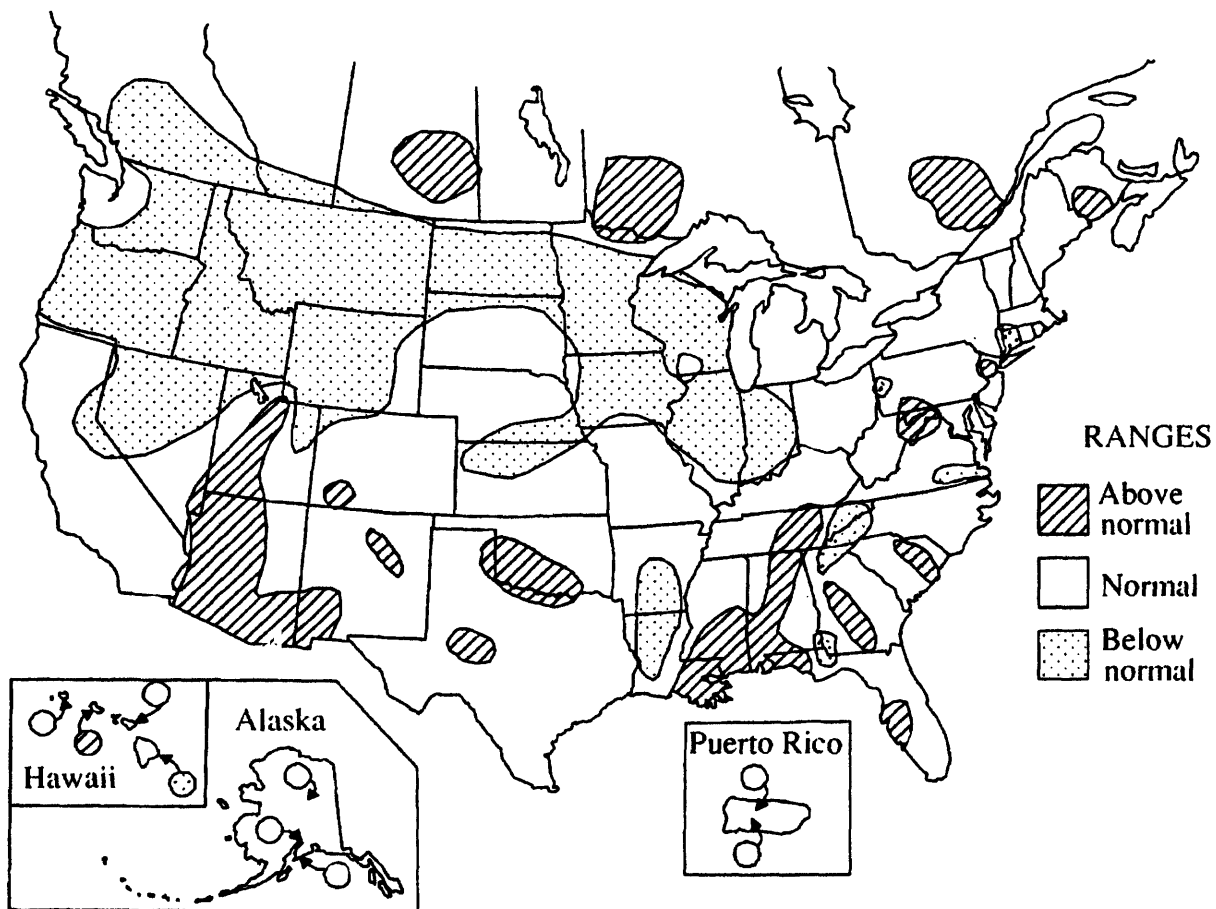 RANGES
Above
normal
Normal
Below
normal
Alaska
Hawaii
Puerto Rico